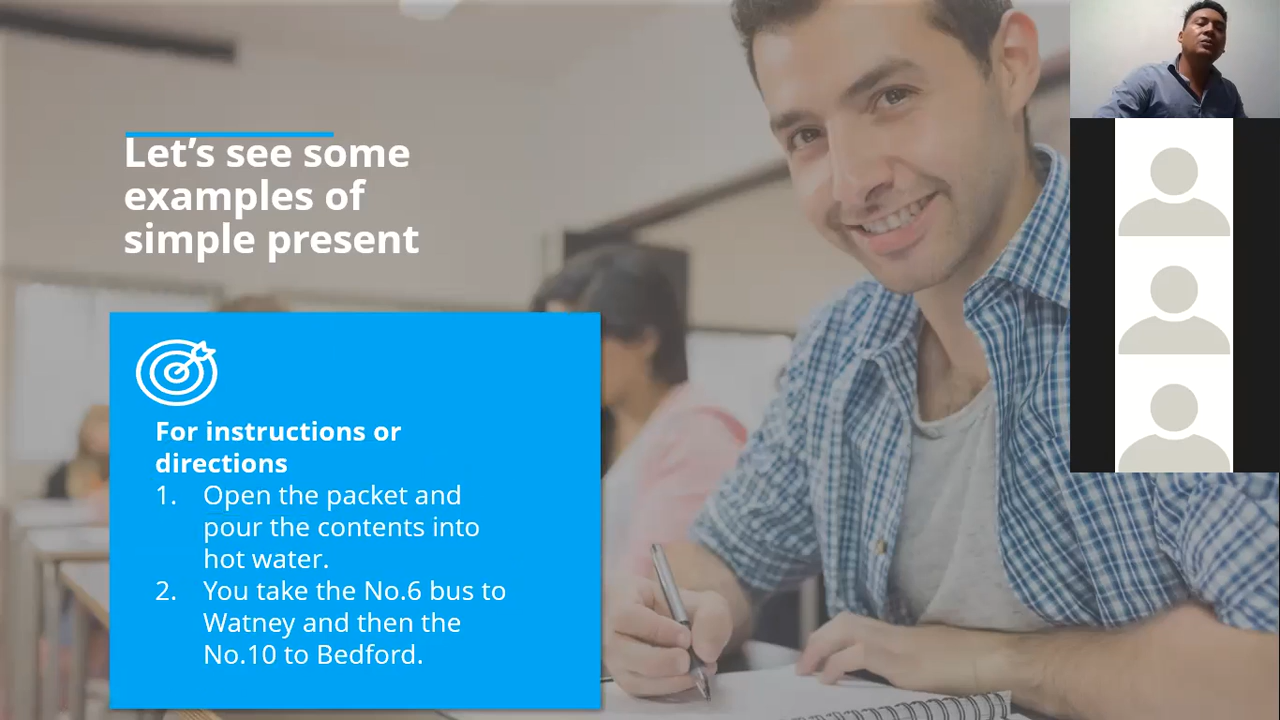 Let’s see some
examples of
simple present
For instructions or
directions
1. Open the packet and
pour the contents into
hot water.
2. You take the No.6 bus to
Watney and then the
No.10 to Bedford.